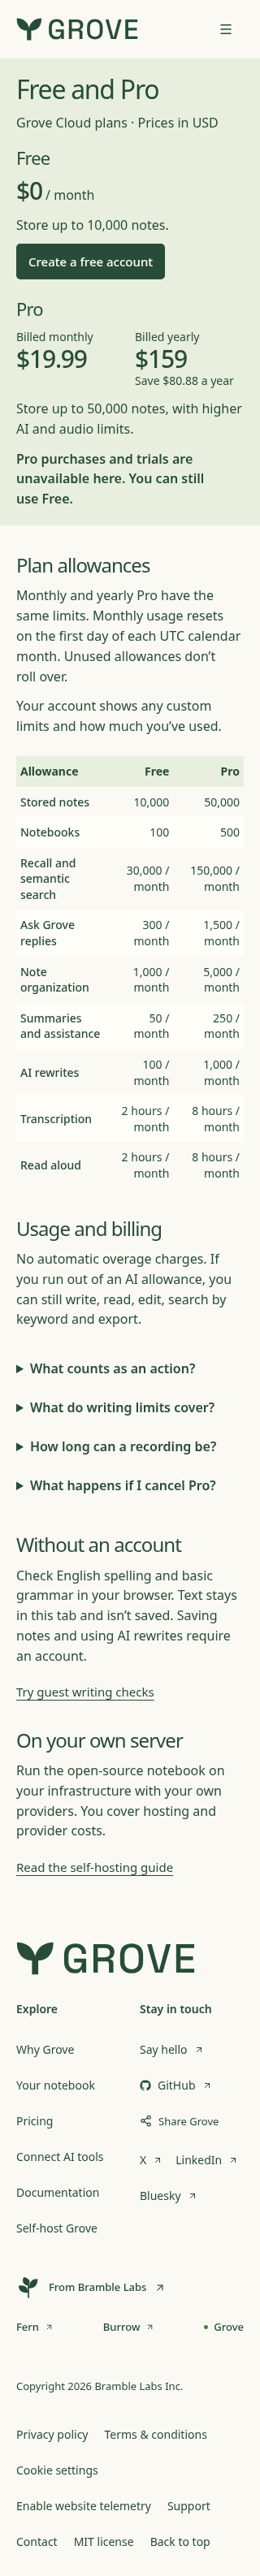 GROVE
Free and Pro
Grove Cloud plans · Prices in USD
Free
$0 / month
Store up to 10,000 notes.
Create a free account
Pro
Billed monthly
$19.99
Billed yearly
$159
Save $80.88 a year
Store up to 50,000 notes, with higher
AI and audio limits.
Pro purchases and trials are
unavailable here. You can still
use Free.
Plan allowances
Monthly and yearly Pro have the
same limits. Monthly usage resets
on the first day of each UTC calendar
month. Unused allowances don’t
roll over.
Your account shows any custom
limits and how much you’ve used.
Allowance Free Pro
Stored notes 10,000 50,000
Notebooks 100 500
Recall and
semantic
search
30,000 /
month
150,000 /
month
Ask Grove
replies
300 /
month
1,500 /
month
Note
organization
1,000 /
month
5,000 /
month
Summaries
and assistance
50 /
month
250 /
month
AI rewrites
100 /
month
1,000 /
month
Transcription
2 hours /
month
8 hours /
month
Read aloud
2 hours /
month
8 hours /
month
Usage and billing
No automatic overage charges. If
you run out of an AI allowance, you
can still write, read, edit, search by
keyword and export.
What counts as an action?
What do writing limits cover?
How long can a recording be?
What happens if I cancel Pro?
Without an account
Check English spelling and basic
grammar in your browser. Text stays
in this tab and isn’t saved. Saving
notes and using AI rewrites require
an account.
Try guest writing checks
On your own server
Run the open-source notebook on
your infrastructure with your own
providers. You cover hosting and
provider costs.
Read the self-hosting guide
GROVE
Explore
Why Grove
Your notebook
Pricing
Connect AI tools
Documentation
Self-host Grove
Stay in touch
Say hello
GitHub
Share Grove
X LinkedIn
Bluesky
From Bramble Labs
Fern Burrow Grove
Copyright 2026 Bramble Labs Inc.
Privacy policy Terms & conditions
Cookie settings
Enable website telemetry Support
Contact MIT license Back to top